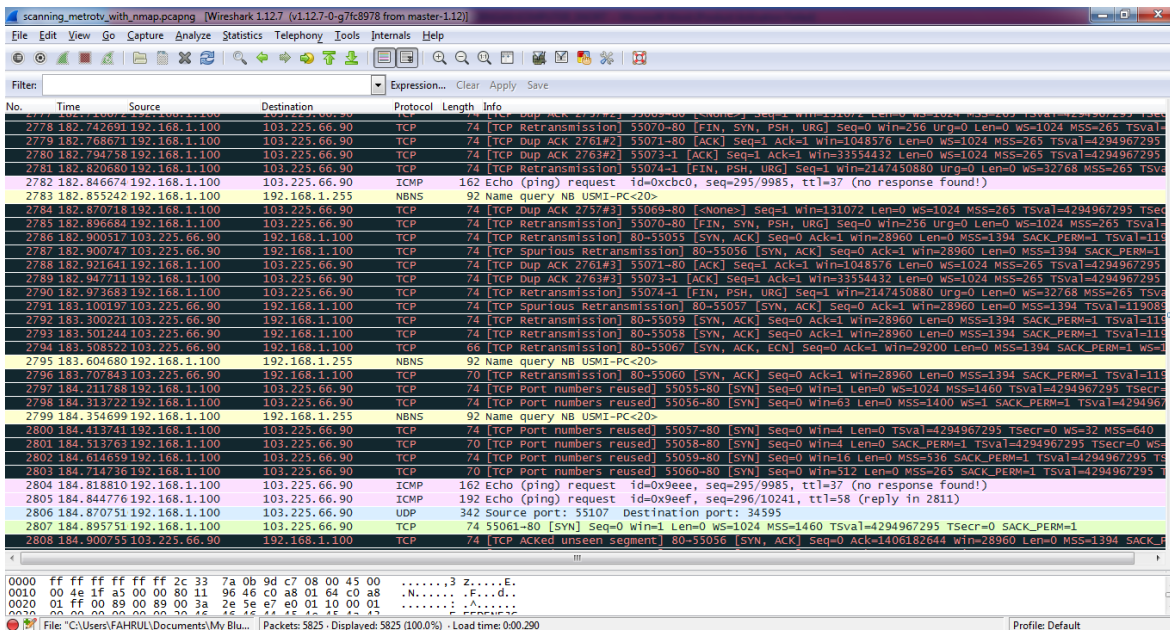 scanning_metrotv_with_nmap.pcapng [Wireshark 1.12.7 (v1.12.7-0-g7fc8978 from master-1.12)]
File Edit View Go Capture Analyze Statistics Telephony Tools Internals Help
Filter: Expression... Clear Apply Save
No. Time Source Destination Protocol Length Info
2777 182.716672 192.168.1.100 103.225.66.90 TCP 74 [TCP Dup ACK 2757#2] 55069→80 [<None>] Seq=1 Win=131072 Len=0 WS=1024 MSS=265 TSval=4294967295 TSec
2778 182.742691 192.168.1.100 103.225.66.90 TCP 74 [TCP Retransmission] 55070→80 [FIN, SYN, PSH, URG] Seq=0 Win=256 Urg=0 Len=0 WS=1024 MSS=265 TSval=
2779 182.768671 192.168.1.100 103.225.66.90 TCP 74 [TCP Dup ACK 2761#2] 55071→80 [ACK] Seq=1 Ack=1 Win=1048576 Len=0 WS=1024 MSS=265 TSval=4294967295
2780 182.794758 192.168.1.100 103.225.66.90 TCP 74 [TCP Dup ACK 2763#2] 55073→1 [ACK] Seq=1 Ack=1 Win=33554432 Len=0 WS=1024 MSS=265 TSval=4294967295
2781 182.820680 192.168.1.100 103.225.66.90 TCP 74 [TCP Retransmission] 55074→1 [FIN, PSH, URG] Seq=1 Win=2147450880 Urg=0 Len=0 WS=32768 MSS=265 TSva
2782 182.846674 192.168.1.100 103.225.66.90 ICMP 162 Echo (ping) request id=0xcbc0, seq=295/9985, ttl=37 (no response found!)
2783 182.855242 192.168.1.100 192.168.1.255 NBNS 92 Name query NB USMI-PC<20>
2784 182.870718 192.168.1.100 103.225.66.90 TCP 74 [TCP Dup ACK 2757#3] 55069→80 [<None>] Seq=1 Win=131072 Len=0 WS=1024 MSS=265 TSval=4294967295 TSec
2785 182.896684 192.168.1.100 103.225.66.90 TCP 74 [TCP Retransmission] 55070→80 [FIN, SYN, PSH, URG] Seq=0 Win=256 Urg=0 Len=0 WS=1024 MSS=265 TSval=
2786 182.900517 103.225.66.90 192.168.1.100 TCP 74 [TCP Retransmission] 80→55055 [SYN, ACK] Seq=0 Ack=1 Win=28960 Len=0 MSS=1394 SACK_PERM=1 TSval=119
2787 182.900747 103.225.66.90 192.168.1.100 TCP 74 [TCP Spurious Retransmission] 80→55056 [SYN, ACK] Seq=0 Ack=1 Win=28960 Len=0 MSS=1394 SACK_PERM=1
2788 182.921641 192.168.1.100 103.225.66.90 TCP 74 [TCP Dup ACK 2761#3] 55071→80 [ACK] Seq=1 Ack=1 Win=1048576 Len=0 WS=1024 MSS=265 TSval=4294967295
2789 182.947711 192.168.1.100 103.225.66.90 TCP 74 [TCP Dup ACK 2763#3] 55073→1 [ACK] Seq=1 Ack=1 Win=33554432 Len=0 WS=1024 MSS=265 TSval=4294967295
2790 182.973683 192.168.1.100 103.225.66.90 TCP 74 [TCP Retransmission] 55074→1 [FIN, PSH, URG] Seq=1 Win=2147450880 Urg=0 Len=0 WS=32768 MSS=265 TSva
2791 183.100197 103.225.66.90 192.168.1.100 TCP 74 [TCP Spurious Retransmission] 80→55057 [SYN, ACK] Seq=0 Ack=1 Win=28960 Len=0 MSS=1394 TSval=11908
2792 183.300221 103.225.66.90 192.168.1.100 TCP 74 [TCP Retransmission] 80→55059 [SYN, ACK] Seq=0 Ack=1 Win=28960 Len=0 MSS=1394 SACK_PERM=1 TSval=119
2793 183.501244 103.225.66.90 192.168.1.100 TCP 74 [TCP Retransmission] 80→55058 [SYN, ACK] Seq=0 Ack=1 Win=28960 Len=0 MSS=1394 SACK_PERM=1 TSval=119
2794 183.508522 103.225.66.90 192.168.1.100 TCP 66 [TCP Retransmission] 80→55067 [SYN, ACK, ECN] Seq=0 Ack=1 Win=29200 Len=0 MSS=1394 SACK_PERM=1 WS=1
2795 183.604680 192.168.1.100 192.168.1.255 NBNS 92 Name query NB USMI-PC<20>
2796 183.707843 103.225.66.90 192.168.1.100 TCP 70 [TCP Retransmission] 80→55060 [SYN, ACK] Seq=0 Ack=1 Win=28960 Len=0 MSS=1394 SACK_PERM=1 TSval=119
2797 184.211788 192.168.1.100 103.225.66.90 TCP 74 [TCP Port numbers reused] 55055→80 [SYN] Seq=0 Win=1 Len=0 WS=1024 MSS=1460 TSval=4294967295 TSecr=
2798 184.313722 192.168.1.100 103.225.66.90 TCP 74 [TCP Port numbers reused] 55056→80 [SYN] Seq=0 Win=63 Len=0 MSS=1400 WS=1 SACK_PERM=1 TSval=4294967
2799 184.354699 192.168.1.100 192.168.1.255 NBNS 92 Name query NB USMI-PC<20>
2800 184.413741 192.168.1.100 103.225.66.90 TCP 74 [TCP Port numbers reused] 55057→80 [SYN] Seq=0 Win=4 Len=0 TSval=4294967295 TSecr=0 WS=32 MSS=640
2801 184.513763 192.168.1.100 103.225.66.90 TCP 70 [TCP Port numbers reused] 55058→80 [SYN] Seq=0 Win=4 Len=0 SACK_PERM=1 TSval=4294967295 TSecr=0 WS=
2802 184.614659 192.168.1.100 103.225.66.90 TCP 74 [TCP Port numbers reused] 55059→80 [SYN] Seq=0 Win=16 Len=0 MSS=536 SACK_PERM=1 TSval=4294967295 TS
2803 184.714736 192.168.1.100 103.225.66.90 TCP 70 [TCP Port numbers reused] 55060→80 [SYN] Seq=0 Win=512 Len=0 MSS=265 SACK_PERM=1 TSval=4294967295 T
2804 184.818810 192.168.1.100 103.225.66.90 ICMP 162 Echo (ping) request id=0x9eee, seq=295/9985, ttl=37 (no response found!)
2805 184.844776 192.168.1.100 103.225.66.90 ICMP 192 Echo (ping) request id=0x9eef, seq=296/10241, ttl=58 (reply in 2811)
2806 184.870751 192.168.1.100 103.225.66.90 UDP 342 Source port: 55107 Destination port: 34595
2807 184.895751 192.168.1.100 103.225.66.90 TCP 74 55061→80 [SYN] Seq=0 Win=1 Len=0 WS=1024 MSS=1460 TSval=4294967295 TSecr=0 SACK_PERM=1
2808 184.900755 103.225.66.90 192.168.1.100 TCP 74 [TCP ACKed unseen segment] 80→55056 [SYN, ACK] Seq=0 Ack=1406182644 Win=28960 Len=0 MSS=1394 SACK_P
0000 ff ff ff ff ff ff 2c 33 7a 0b 9d c7 08 00 45 00 ......,3 z.....E.
0010 00 4e 1f a5 00 00 80 11 96 46 c0 a8 01 64 c0 a8 .N...... .F...d..
0020 01 ff 00 89 00 89 00 3a 2e 5e e7 e0 01 10 00 01 .......: .^......
File: "C:\Users\FAHRUL\Documents\My Blu... Packets: 5825 · Displayed: 5825 (100.0%) · Load time: 0:00.290 Profile: Default